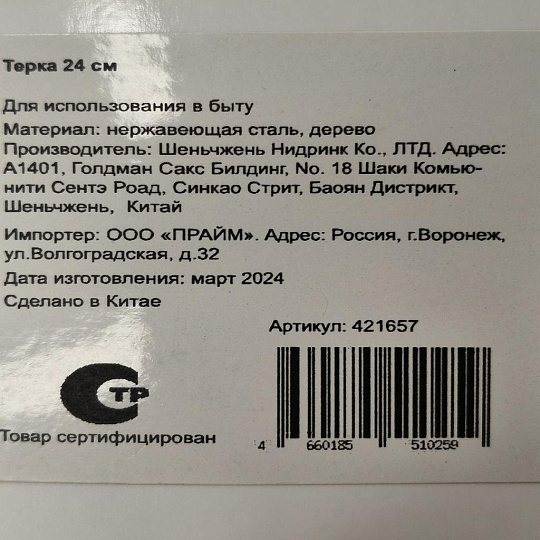 Терка 24 см
Для использования в быту
Материал: нержавеющая сталь, дерево
Производитель: Шеньчжень Нидринк Ко., ЛТД. Адрес:
А1401, Голдман Сакс Билдинг, No. 18 Шаки Комью-
нити Сентэ Роад, Синкао Стрит, Баоян Дистрикт,
Шеньчжень, Китай
Импортер: ООО «ПРАЙМ». Адрес: Россия, г.Воронеж,
ул.Волгоградская, д.32
Дата изготовления: март 2024
Сделано в Китае
Артикул: 421657
СТР
Товар сертифицирован
4 660185 510259